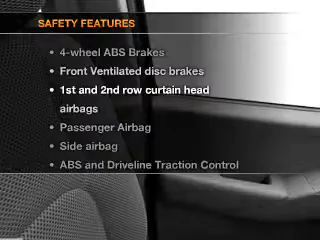 SAFETY FEATURES
• 4-wheel ABS Brakes
• Front Ventilated disc brakes
• 1st and 2nd row curtain head
airbags
• Passenger Airbag
• Side airbag
• ABS and Driveline Traction Control